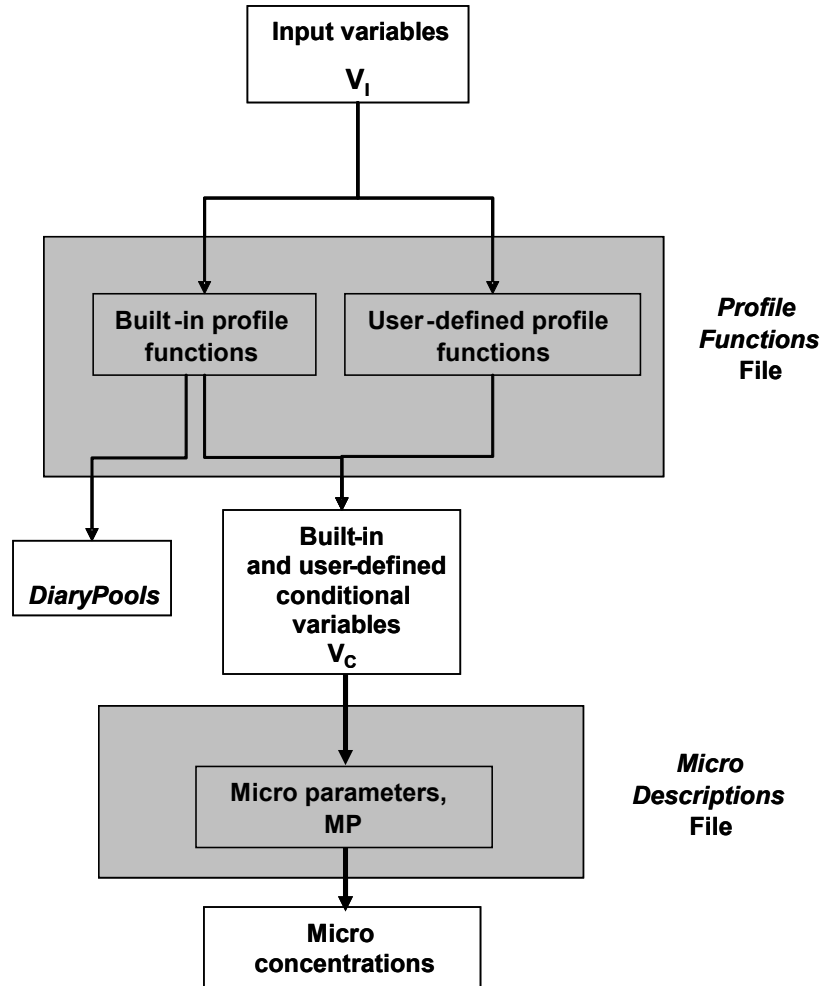 Input variables
V_I
Built-in profile
functions
User-defined profile
functions
Profile
Functions
File
DiaryPools
Built-in
and user-defined
conditional
variables
V_C
Micro parameters,
MP
Micro
Descriptions
File
Micro
concentrations